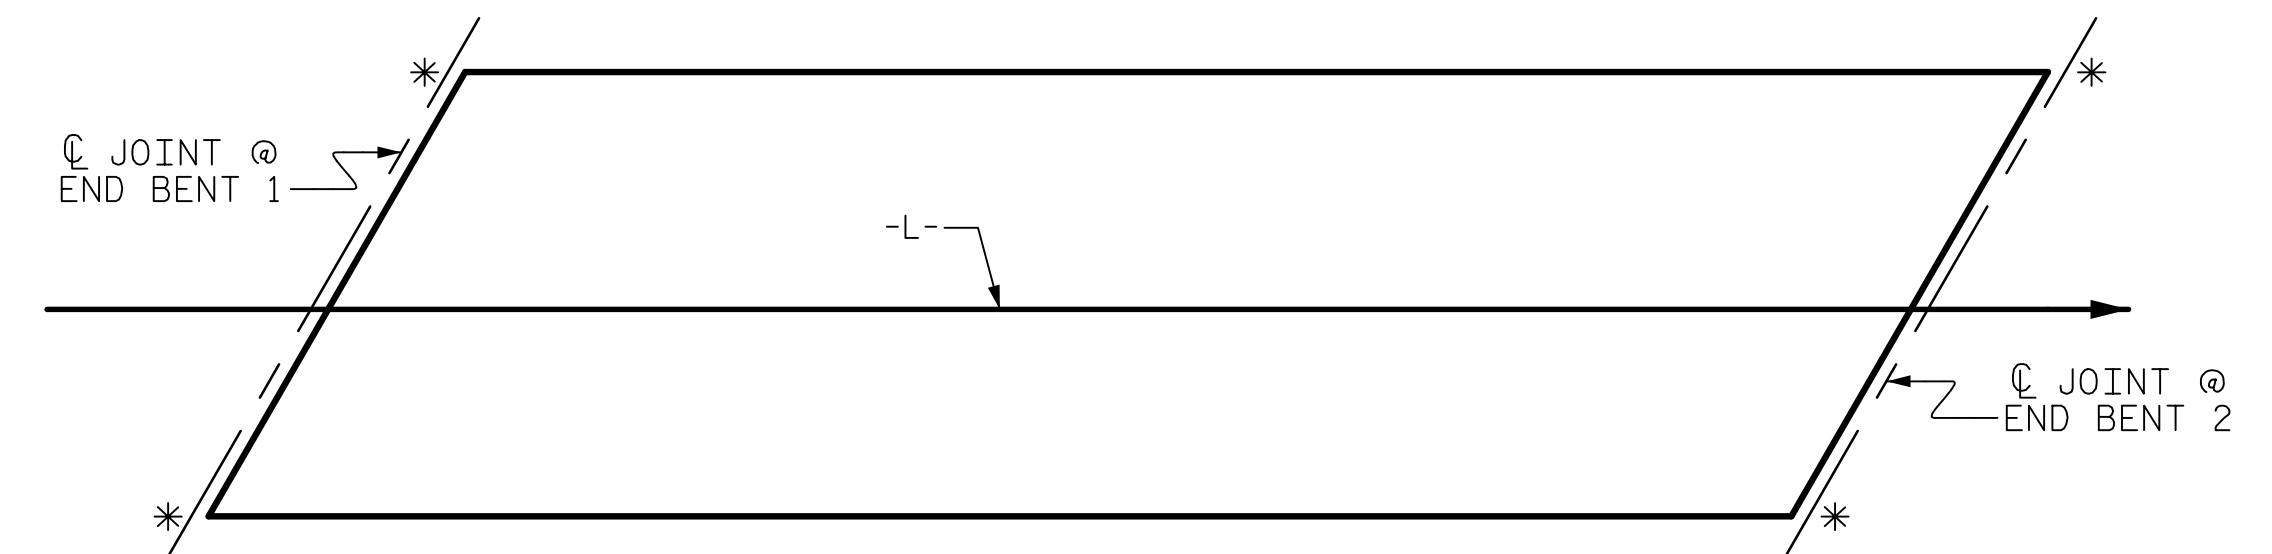 ℄ JOINT @
END BENT 1
-L-
℄ JOINT @
END BENT 2